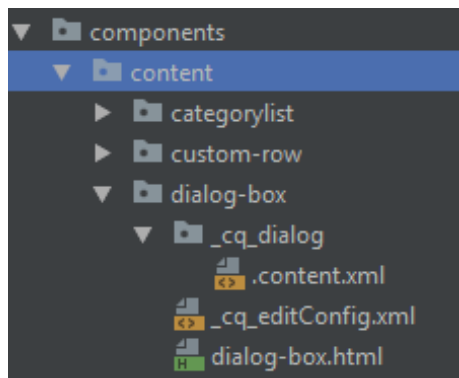 components
content
categorylist
custom-row
dialog-box
_cq_dialog
.content.xml
_cq_editConfig.xml
dialog-box.html